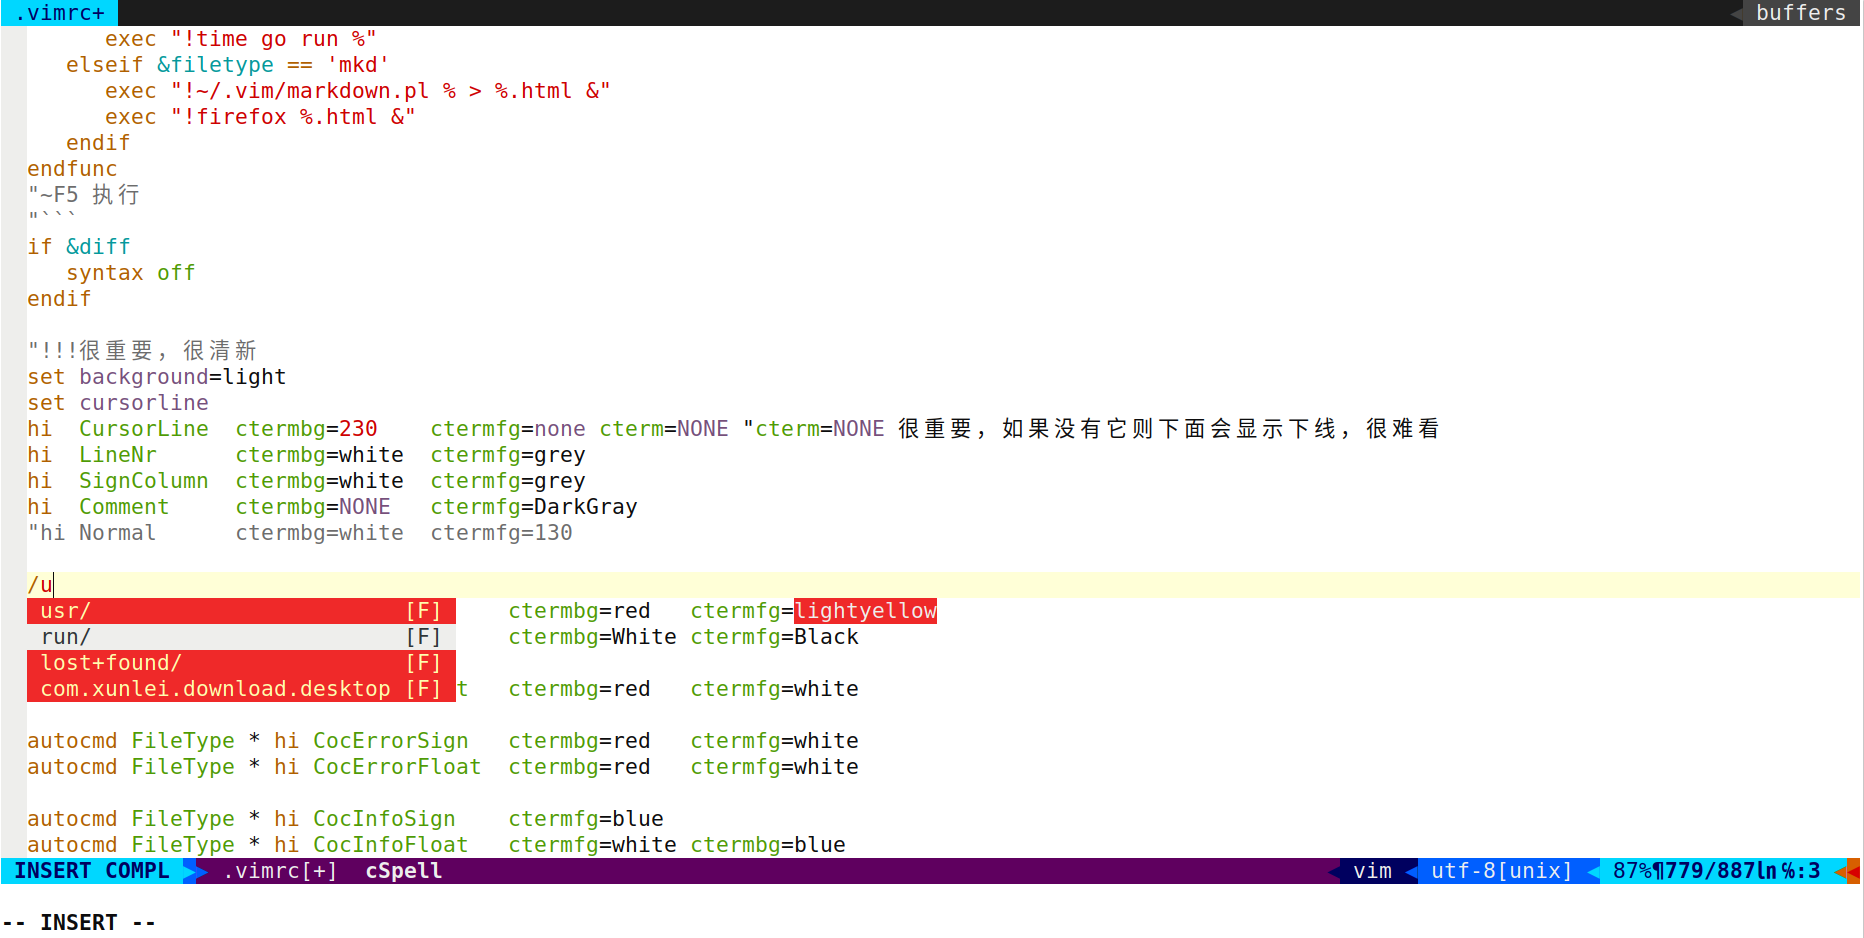 .vimrc+ buffers
exec "!time go run %"
elseif &filetype == 'mkd'
exec "!~/.vim/markdown.pl % > %.html &"
exec "!firefox %.html &"
endif
endfunc
"~F5 执行
"```
if &diff
syntax off
endif
"!!!很重要，很清新
set background=light
set cursorline
hi  CursorLine  ctermbg=230    ctermfg=none cterm=NONE "cterm=NONE 很重要，如果没有它则下面会显示下线，很难看
hi  LineNr      ctermbg=white  ctermfg=grey
hi  SignColumn  ctermbg=white  ctermfg=grey
hi  Comment     ctermbg=NONE   ctermfg=DarkGray
"hi Normal      ctermbg=white  ctermfg=130
/u
usr/ [F] ctermbg=red   ctermfg=lightyellow
run/ [F] ctermbg=White ctermfg=Black
lost+found/ [F]
com.xunlei.download.desktop [F] t   ctermbg=red   ctermfg=white
autocmd FileType * hi CocErrorSign   ctermbg=red   ctermfg=white
autocmd FileType * hi CocErrorFloat  ctermbg=red   ctermfg=white
autocmd FileType * hi CocInfoSign    ctermfg=blue
autocmd FileType * hi CocInfoFloat   ctermfg=white ctermbg=blue
INSERT COMPL .vimrc[+] cSpell vim utf-8[unix] 87%¶779/887㏑℅:3
-- INSERT --